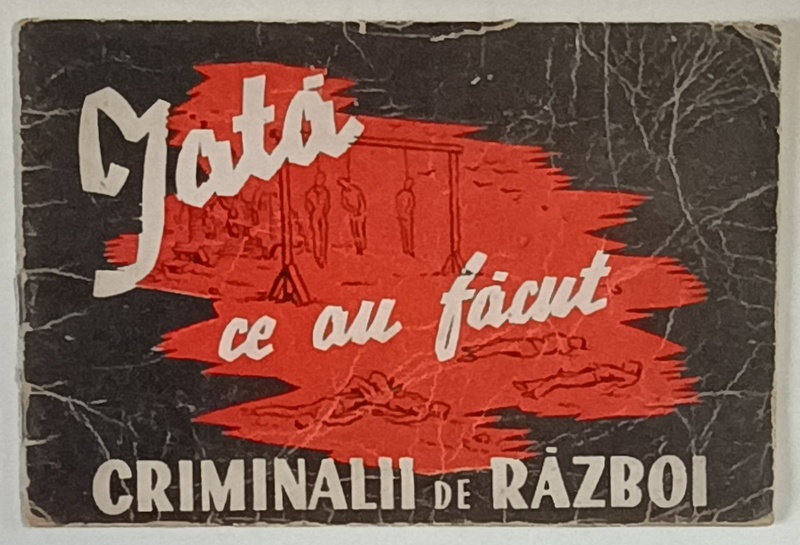 Iată
ce au făcut
CRIMINALII DE RĂZBOI